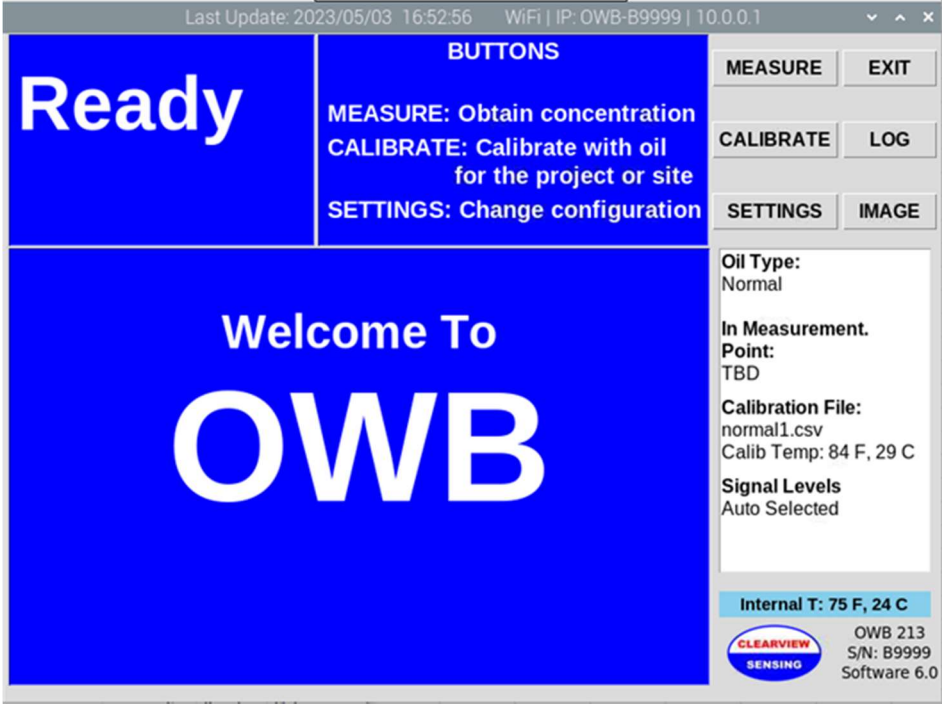 Last Update: 2023/05/03 16:52:56 WiFi | IP: OWB-B9999 | 10.0.0.1
Ready
BUTTONS
MEASURE: Obtain concentration
CALIBRATE: Calibrate with oil
for the project or site
SETTINGS: Change configuration
MEASURE EXIT
CALIBRATE LOG
SETTINGS IMAGE
Welcome To
OWB
Oil Type:
Normal
In Measurement.
Point:
TBD
Calibration File:
normal1.csv
Calib Temp: 84 F, 29 C
Signal Levels
Auto Selected
Internal T: 75 F, 24 C
CLEARVIEW
SENSING
OWB 213
S/N: B9999
Software 6.0